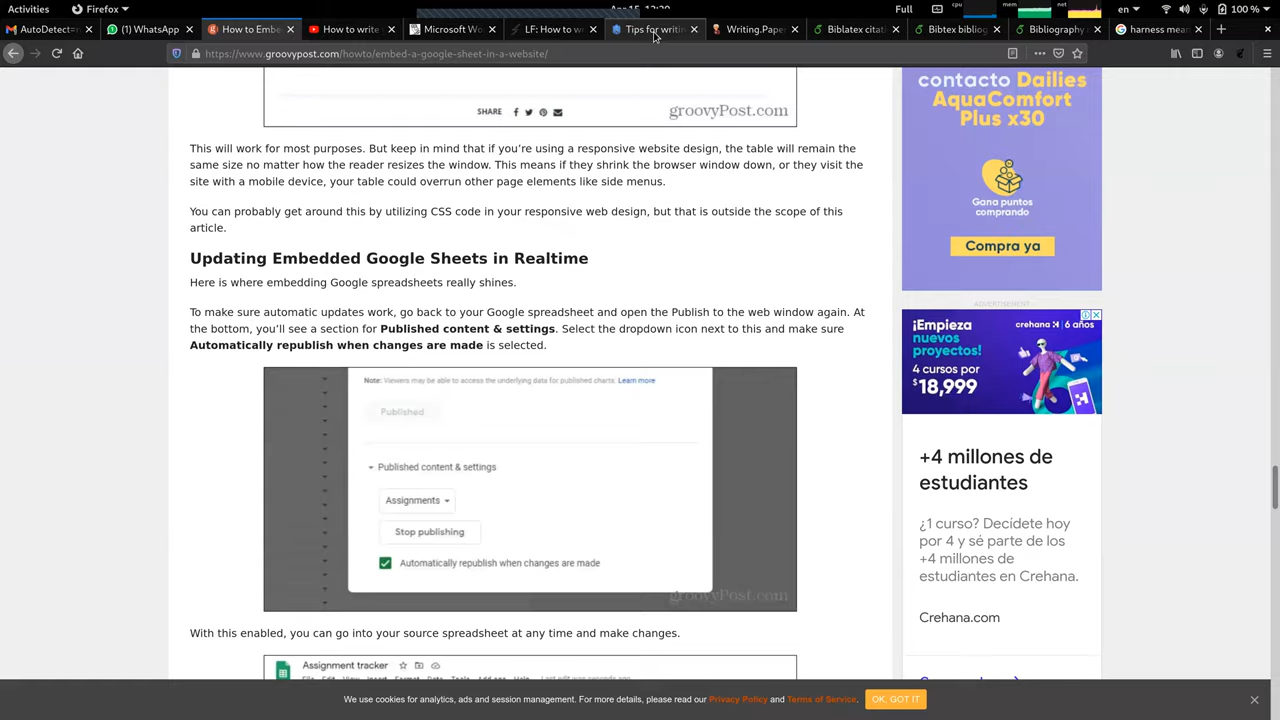 Activities
Firefox
Full
en
100 %
AutoDetect=m
(1) WhatsApp
How to Embe
How to write
Microsoft Wo
LF: How to w
Tips for writin
Writing.Pape
Biblatex citat
Bibtex bibliog
Bibliography
harness mean
https://www.groovypost.com/howto/embed-a-google-sheet-in-a-website/
SHARE
groovyPost.com
This will work for most purposes. But keep in mind that if you’re using a responsive website design, the table will remain the
same size no matter how the reader resizes the window. This means if they shrink the browser window down, or they visit the
site with a mobile device, your table could overrun other page elements like side menus.
You can probably get around this by utilizing CSS code in your responsive web design, but that is outside the scope of this
article.
Updating Embedded Google Sheets in Realtime
Here is where embedding Google spreadsheets really shines.
To make sure automatic updates work, go back to your Google spreadsheet and open the Publish to the web window again. At
the bottom, you’ll see a section for Published content & settings. Select the dropdown icon next to this and make sure
Automatically republish when changes are made is selected.
Note: Viewers may be able to access the underlying data for published charts. Learn more
Published
Published content & settings
Assignments
Stop publishing
Automatically republish when changes are made
groovyPost.com
With this enabled, you can go into your source spreadsheet at any time and make changes.
Assignment tracker
contacto Dailies
AquaComfort
Plus x30
Gana puntos
comprando
Compra ya
ADVERTISEMENT
¡Empieza
nuevos
proyectos!
4 cursos por
$18,999
crehana
6 años
+4 millones de
estudiantes
¿1 curso? Decídete hoy
por 4 y sé parte de los
+4 millones de
estudiantes en Crehana.
Crehana.com
We use cookies for analytics, ads and session management. For more details, please read our Privacy Policy and Terms of Service.
OK, GOT IT